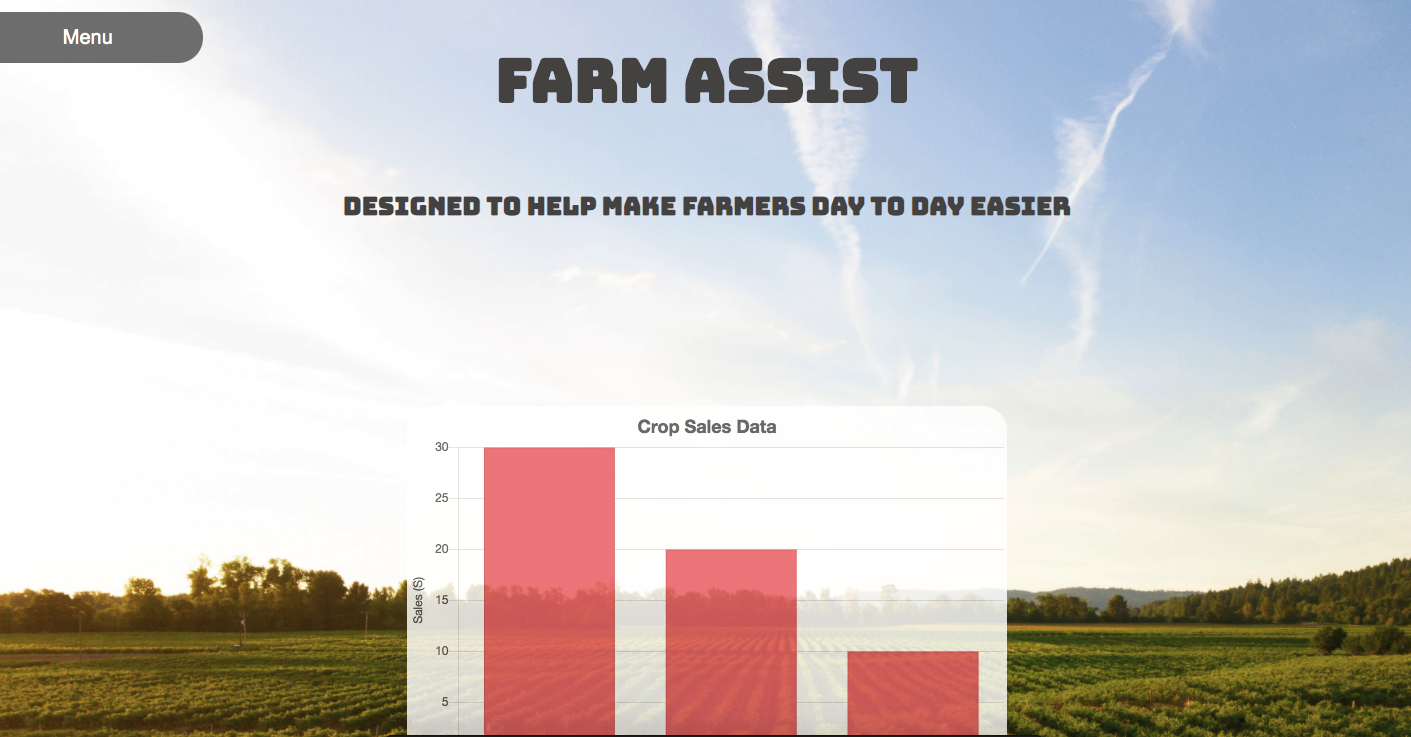 Menu
FARM ASSIST
DESIGNED TO HELP MAKE FARMERS DAY TO DAY EASIER
Crop Sales Data
30
25
20
15
10
5
Sales (S)